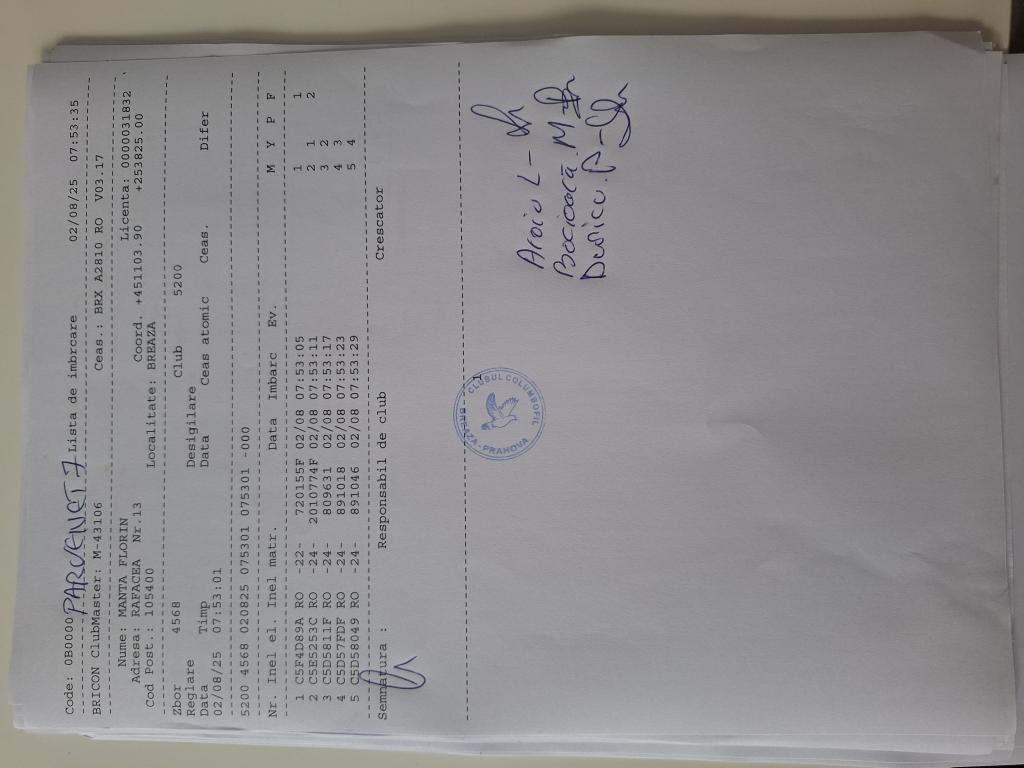 Code: 0B0000 PARVENET 7 Lista de imbrcare 02/08/25 07:53:35
BRICON ClubMaster: M-43106 Ceas.: BRX A2810 RO V03.17
Nume: MANTA FLORIN Licenta: 0000031832
Adresa: RAFACEA Nr.13 Coord. +451103.90 +253825.00
Cod Post.: 105400 Localitate: BREAZA
Zbor 4568 Club 5200
Reglare Desigilare
Data Timp Data Ceas atomic Ceas. Difer
02/08/25 07:53:01
5200 4568 020825 075301 075301 -000
Nr. Inel el. Inel matr. Data Imbarc Ev. M Y P F
1 C5F4D89A RO -22- 720155F 02/08 07:53:05 1 1
2 C5E5253C RO -24- 2010774F 02/08 07:53:11 2 1 2
3 C5D5811F RO -24- 809631 02/08 07:53:17 3 2
4 C5D57FDF RO -24- 891018 02/08 07:53:23 4 3
5 C5D58049 RO -24- 891046 02/08 07:53:29 5 4
Semnatura : Responsabil de club Crescator
CLUBUL COLUMBOFIL
BREAZA - PRAHOVA
L -
M
P -